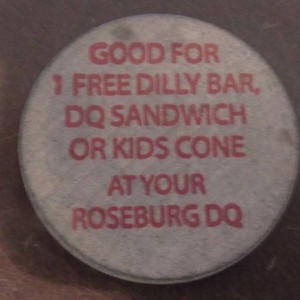 GOOD FOR
1 FREE DILLY BAR,
DQ SANDWICH
OR KIDS CONE
AT YOUR
ROSEBURG DQ